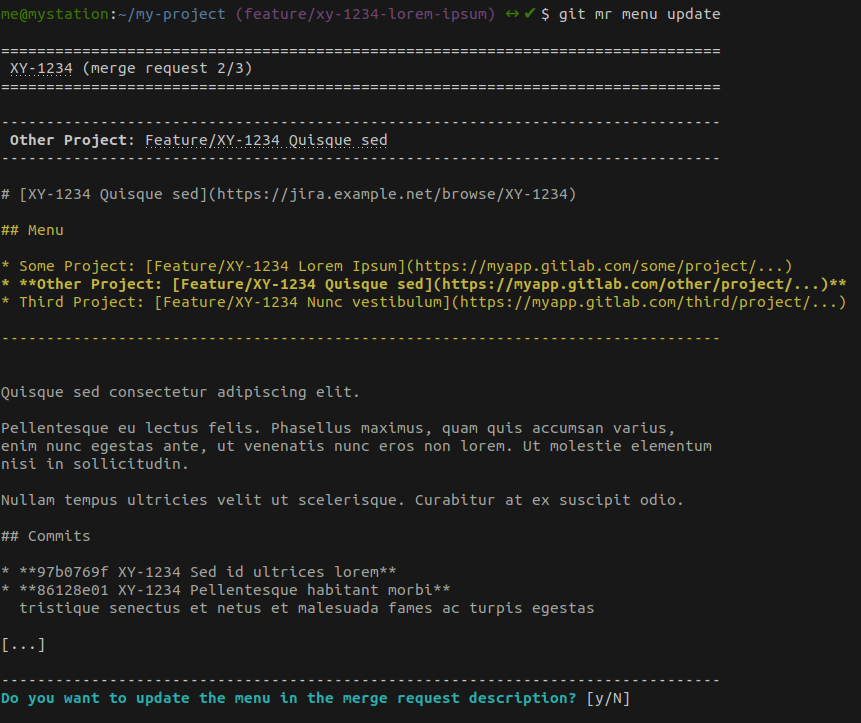 me@mystation:~/my-project (feature/xy-1234-lorem-ipsum) ↔ ✔ $ git mr menu update
================================================================================
XY-1234 (merge request 2/3)
================================================================================
--------------------------------------------------------------------------------
Other Project: Feature/XY-1234 Quisque sed
--------------------------------------------------------------------------------
# [XY-1234 Quisque sed](https://jira.example.net/browse/XY-1234)
## Menu
* Some Project: [Feature/XY-1234 Lorem Ipsum](https://myapp.gitlab.com/some/project/...)
* **Other Project: [Feature/XY-1234 Quisque sed](https://myapp.gitlab.com/other/project/...)**
* Third Project: [Feature/XY-1234 Nunc vestibulum](https://myapp.gitlab.com/third/project/...)
--------------------------------------------------------------------------------
Quisque sed consectetur adipiscing elit.
Pellentesque eu lectus felis. Phasellus maximus, quam quis accumsan varius,
enim nunc egestas ante, ut venenatis nunc eros non lorem. Ut molestie elementum
nisi in sollicitudin.
Nullam tempus ultricies velit ut scelerisque. Curabitur at ex suscipit odio.
## Commits
* **97b0769f XY-1234 Sed id ultrices lorem**
* **86128e01 XY-1234 Pellentesque habitant morbi**
tristique senectus et netus et malesuada fames ac turpis egestas
[...]
--------------------------------------------------------------------------------
Do you want to update the menu in the merge request description? [y/N]